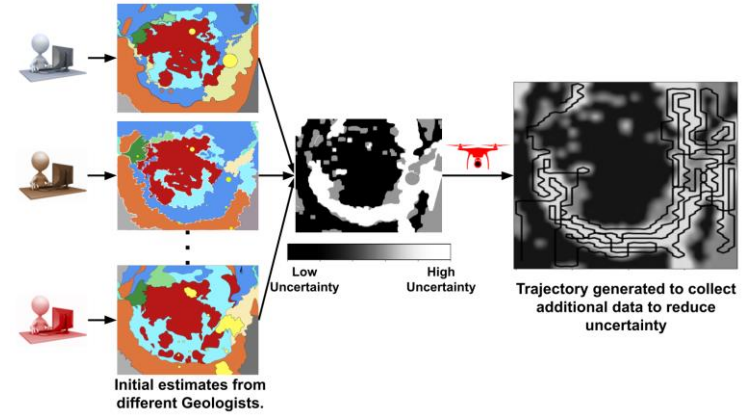 Low
Uncertainty
High
Uncertainty
Trajectory generated to collect
additional data to reduce
uncertainty
Initial estimates from
different Geologists.